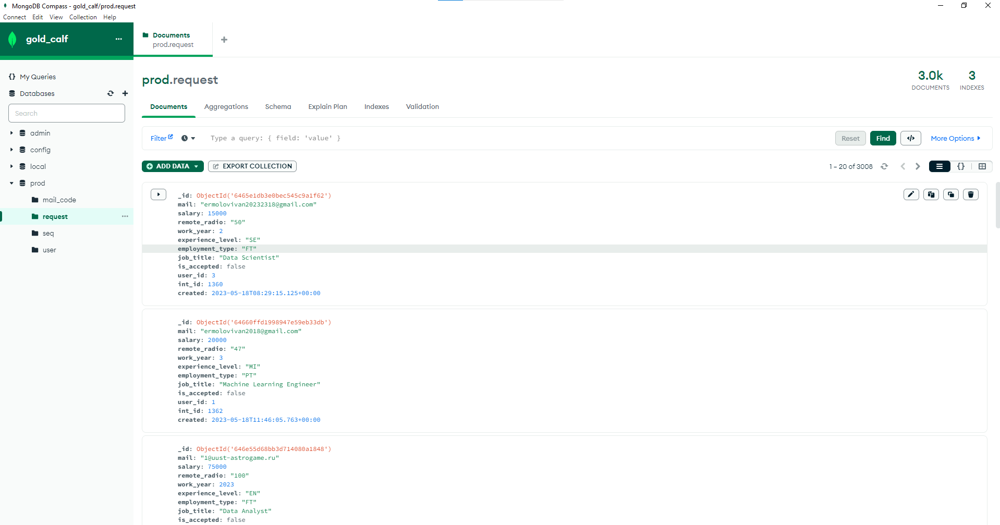 MongoDB Compass - gold_calf/prod.request
Connect Edit View Collection Help
gold_calf
Documents
prod.request
My Queries
Databases
Search
admin
config
local
prod
mail_code
request
seq
user
prod.request
3.0k
DOCUMENTS
3
INDEXES
Documents Aggregations Schema Explain Plan Indexes Validation
Filter Type a query: { field: 'value' } Reset Find </> More Options
ADD DATA EXPORT COLLECTION 1 – 20 of 3008 {}
_id: ObjectId('6465e1db3e0bec545c9a1f62')
mail: "ermolovivan20232318@gmail.com"
salary: 15000
remote_radio: "50"
work_year: 2
experience_level: "SE"
employment_type: "FT"
job_title: "Data Scientist"
is_accepted: false
user_id: 3
int_id: 1360
created: 2023-05-18T08:29:15.125+00:00
_id: ObjectId('64660ffd1998947e59eb33db')
mail: "ermolovivan2018@gmail.com"
salary: 20000
remote_radio: "47"
work_year: 3
experience_level: "MI"
employment_type: "PT"
job_title: "Machine Learning Engineer"
is_accepted: false
user_id: 1
int_id: 1362
created: 2023-05-18T11:46:05.763+00:00
_id: ObjectId('646e55d68bb3d714080a1848')
mail: "1@uust-astrogame.ru"
salary: 75000
remote_radio: "100"
work_year: 2023
experience_level: "EN"
employment_type: "FT"
job_title: "Data Analyst"
is_accepted: false